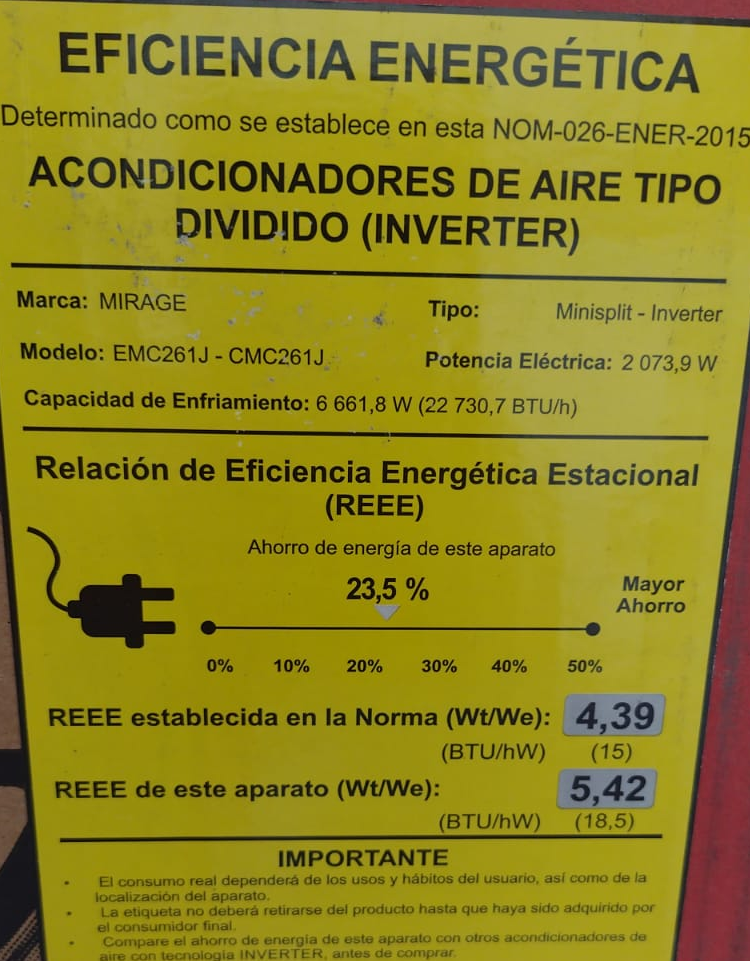 EFICIENCIA ENERGÉTICA
Determinado como se establece en esta NOM-026-ENER-2015
ACONDICIONADORES DE AIRE TIPO
DIVIDIDO (INVERTER)
Marca: MIRAGE
Tipo: Minisplit - Inverter
Modelo: EMC261J - CMC261J
Potencia Eléctrica: 2 073,9 W
Capacidad de Enfriamiento: 6 661,8 W (22 730,7 BTU/h)
Relación de Eficiencia Energética Estacional
(REEE)
Ahorro de energía de este aparato
23,5 %
Mayor
Ahorro
0% 10% 20% 30% 40% 50%
REEE establecida en la Norma (Wt/We): 4,39
(BTU/hW) (15)
REEE de este aparato (Wt/We): 5,42
(BTU/hW) (18,5)
IMPORTANTE
• El consumo real dependerá de los usos y hábitos del usuario, así como de la
localización del aparato.
• La etiqueta no deberá retirarse del producto hasta que haya sido adquirido por
el consumidor final.
• Compare el ahorro de energía de este aparato con otros acondicionadores de
aire con tecnología INVERTER, antes de comprar.